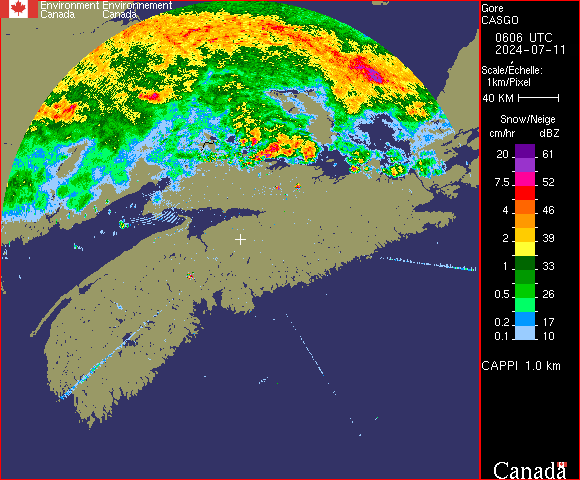 Environment Environnement
Canada Canada
Gore
CASGO
0606 UTC
2024-07-11
Scale/Échelle:
1km/Pixel
40 KM
Snow/Neige
cm/hr dBZ
20 61
7.5 52
4 46
2 39
1 33
0.5 26
0.2 17
0.1 10
CAPPI 1.0 km
Canada